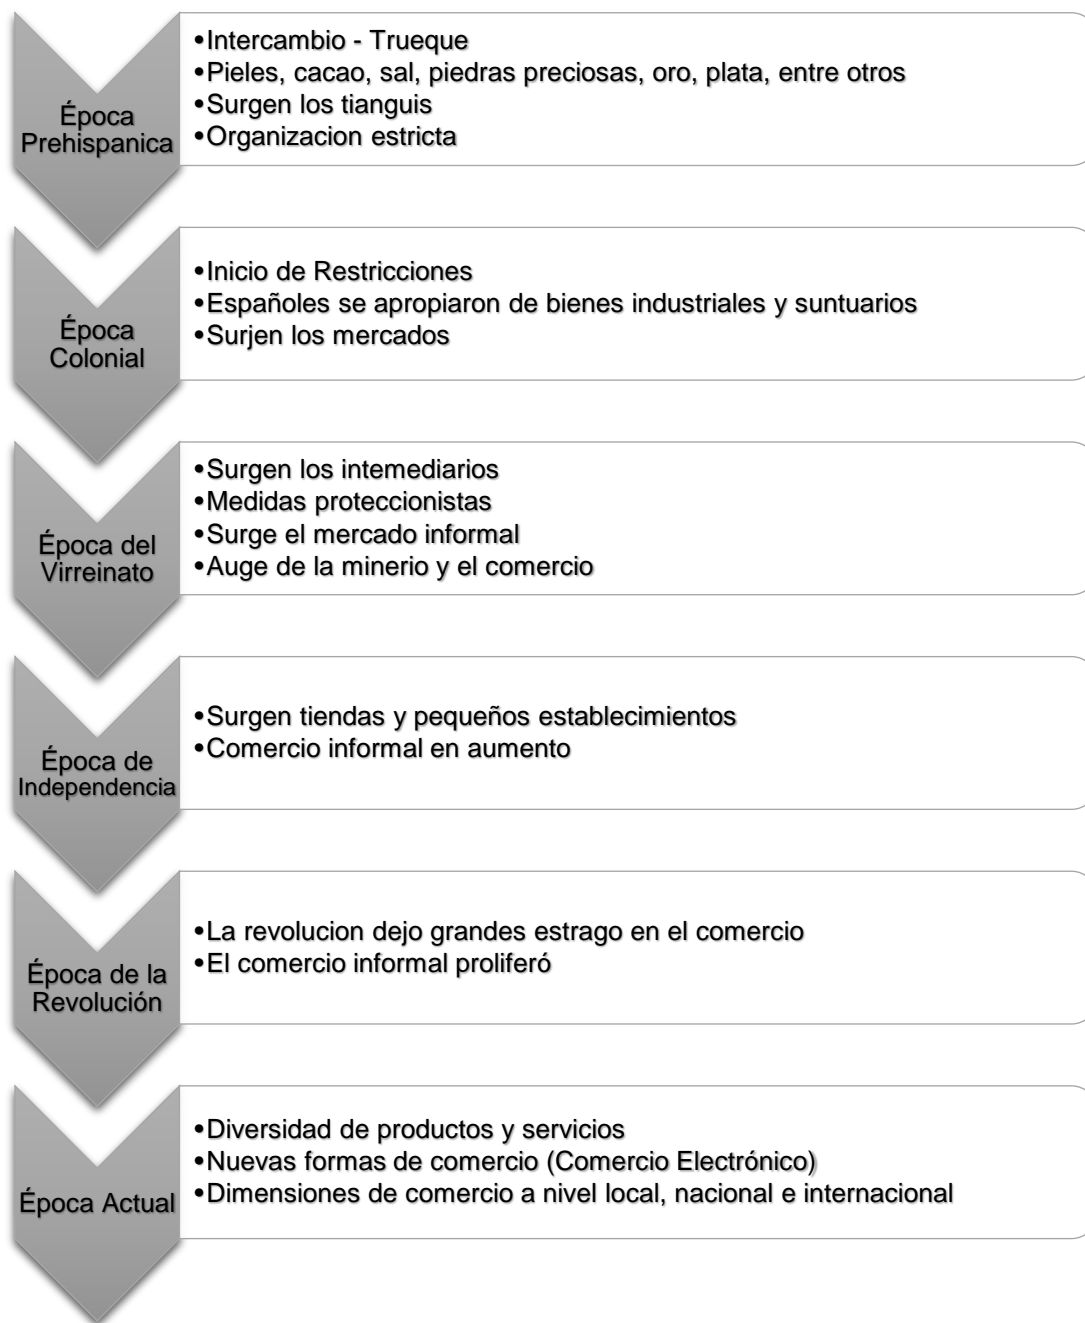 Época
Prehispanica
•Intercambio - Trueque
•Pieles, cacao, sal, piedras preciosas, oro, plata, entre otros
•Surgen los tianguis
•Organizacion estricta
Época
Colonial
•Inicio de Restricciones
•Españoles se apropiaron de bienes industriales y suntuarios
•Surjen los mercados
Época del
Virreinato
•Surgen los intemediarios
•Medidas proteccionistas
•Surge el mercado informal
•Auge de la minerio y el comercio
Época de
Independencia
•Surgen tiendas y pequeños establecimientos
•Comercio informal en aumento
Época de la
Revolución
•La revolucion dejo grandes estrago en el comercio
•El comercio informal proliferó
Época Actual
•Diversidad de productos y servicios
•Nuevas formas de comercio (Comercio Electrónico)
•Dimensiones de comercio a nivel local, nacional e internacional